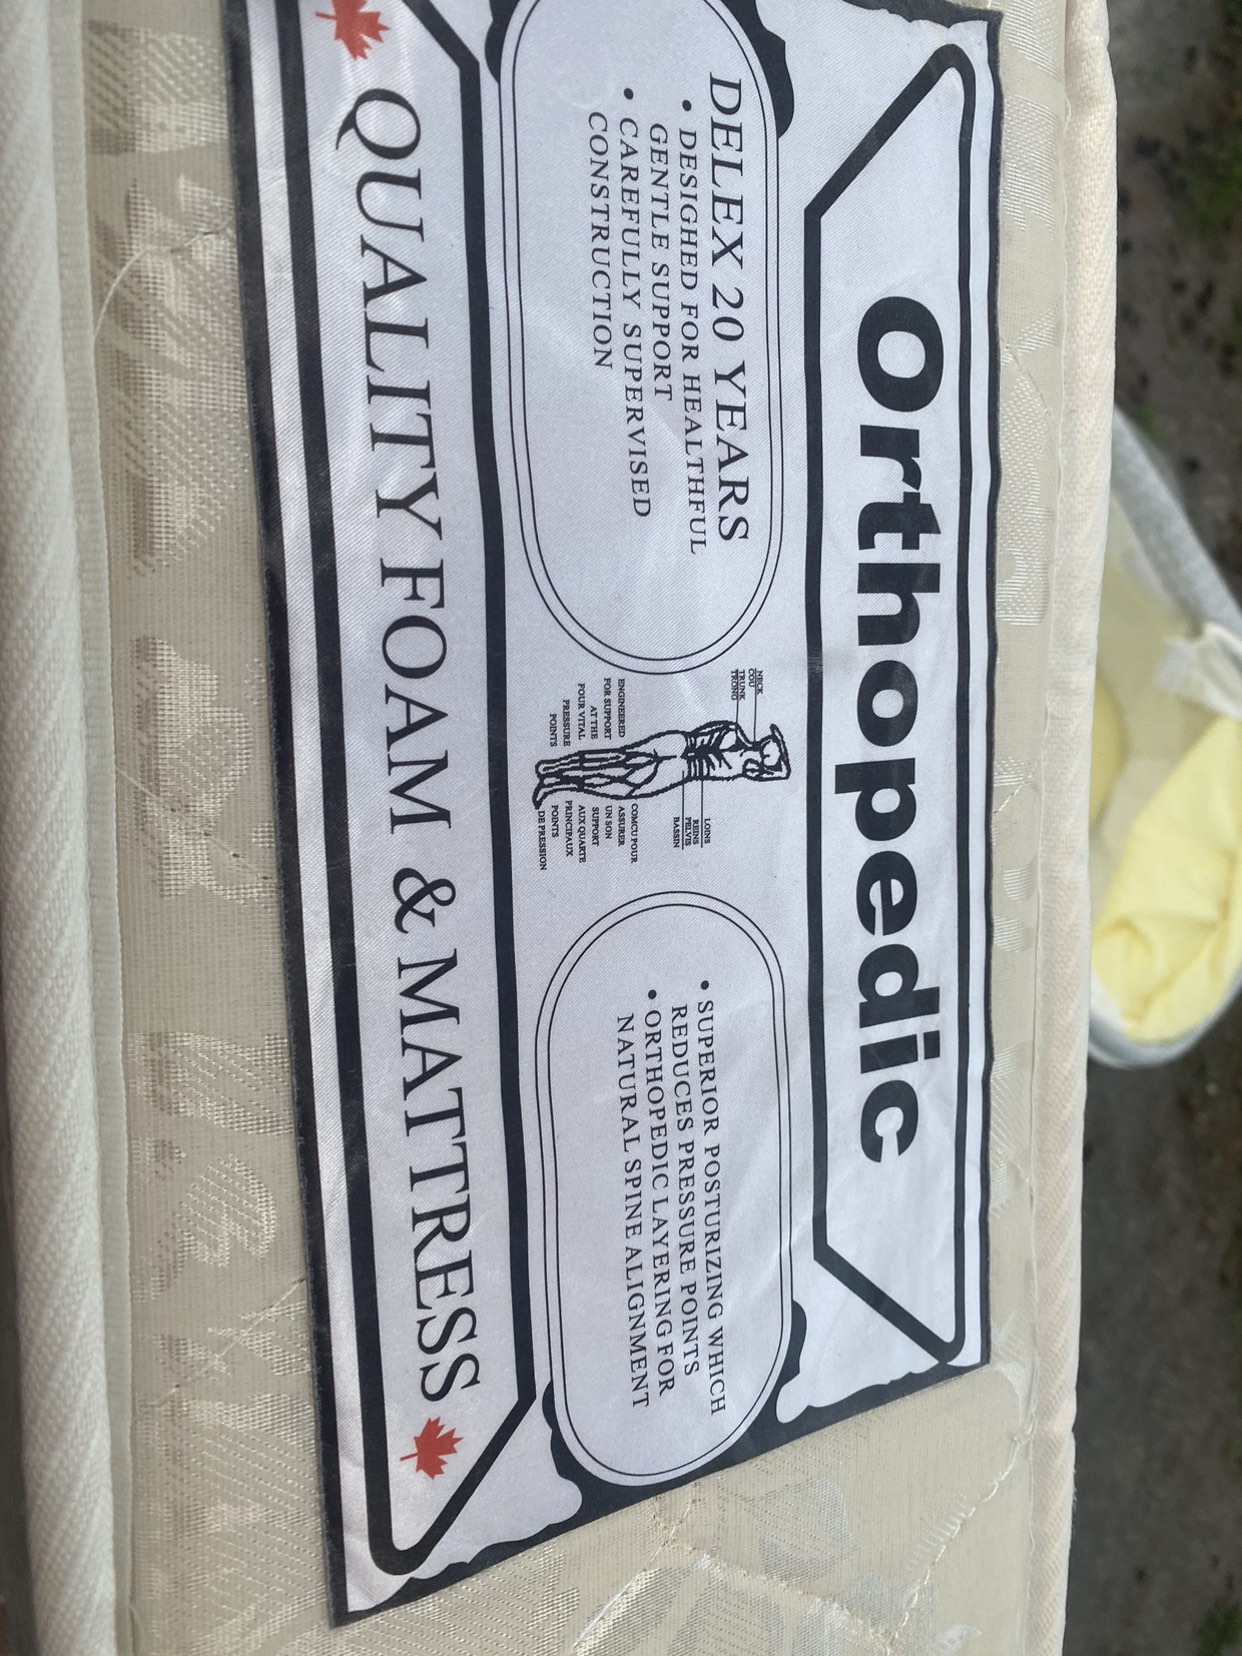 Orthopedic
DELEX 20 YEARS
• DESIGHED FOR HEALTHFUL
GENTLE SUPPORT
• CAREFULLY SUPERVISED
CONSTRUCTION
NECK
COU
TRUNK
TRONG
ENGINEERED
FOR SUPPORT
AT THE
FOUR VITAL
PRESSURE
POINTS
LOINS
REINS
PELVIS
BASSIN
COMCU POUR
ASSURER
UN SON
SUPPORT
AUX QUARTE
PRINCIPAUX
POINTS
DE PRESSION
• SUPERIOR POSTURIZING WHICH
REDUCES PRESSURE POINTS
• ORTHOPEDIC LAYERING FOR
NATURAL SPINE ALIGNMENT
QUALITY FOAM & MATTRESS